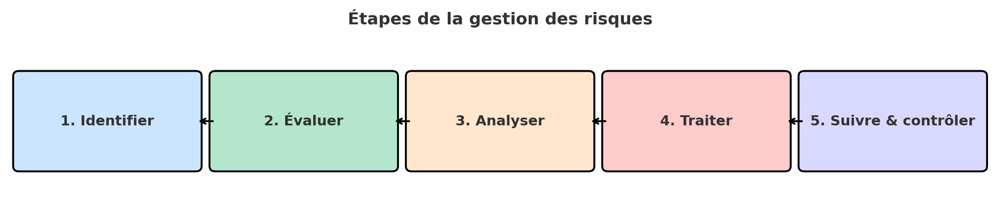 Étapes de la gestion des risques
1. Identifier
2. Évaluer
3. Analyser
4. Traiter
5. Suivre & contrôler